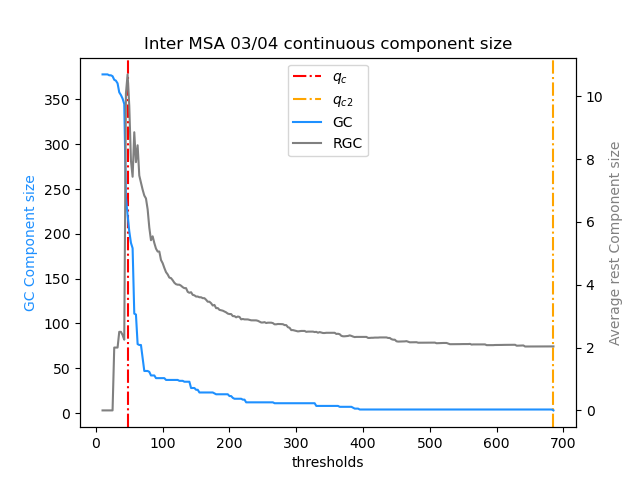 Inter MSA 03/04 continuous component size
q_c
q_{c2}
GC
RGC
GC Component size
350
300
250
200
150
100
50
0
10
8
6
4
2
0
Average rest Component size
0 100 200 300 400 500 600 700
thresholds